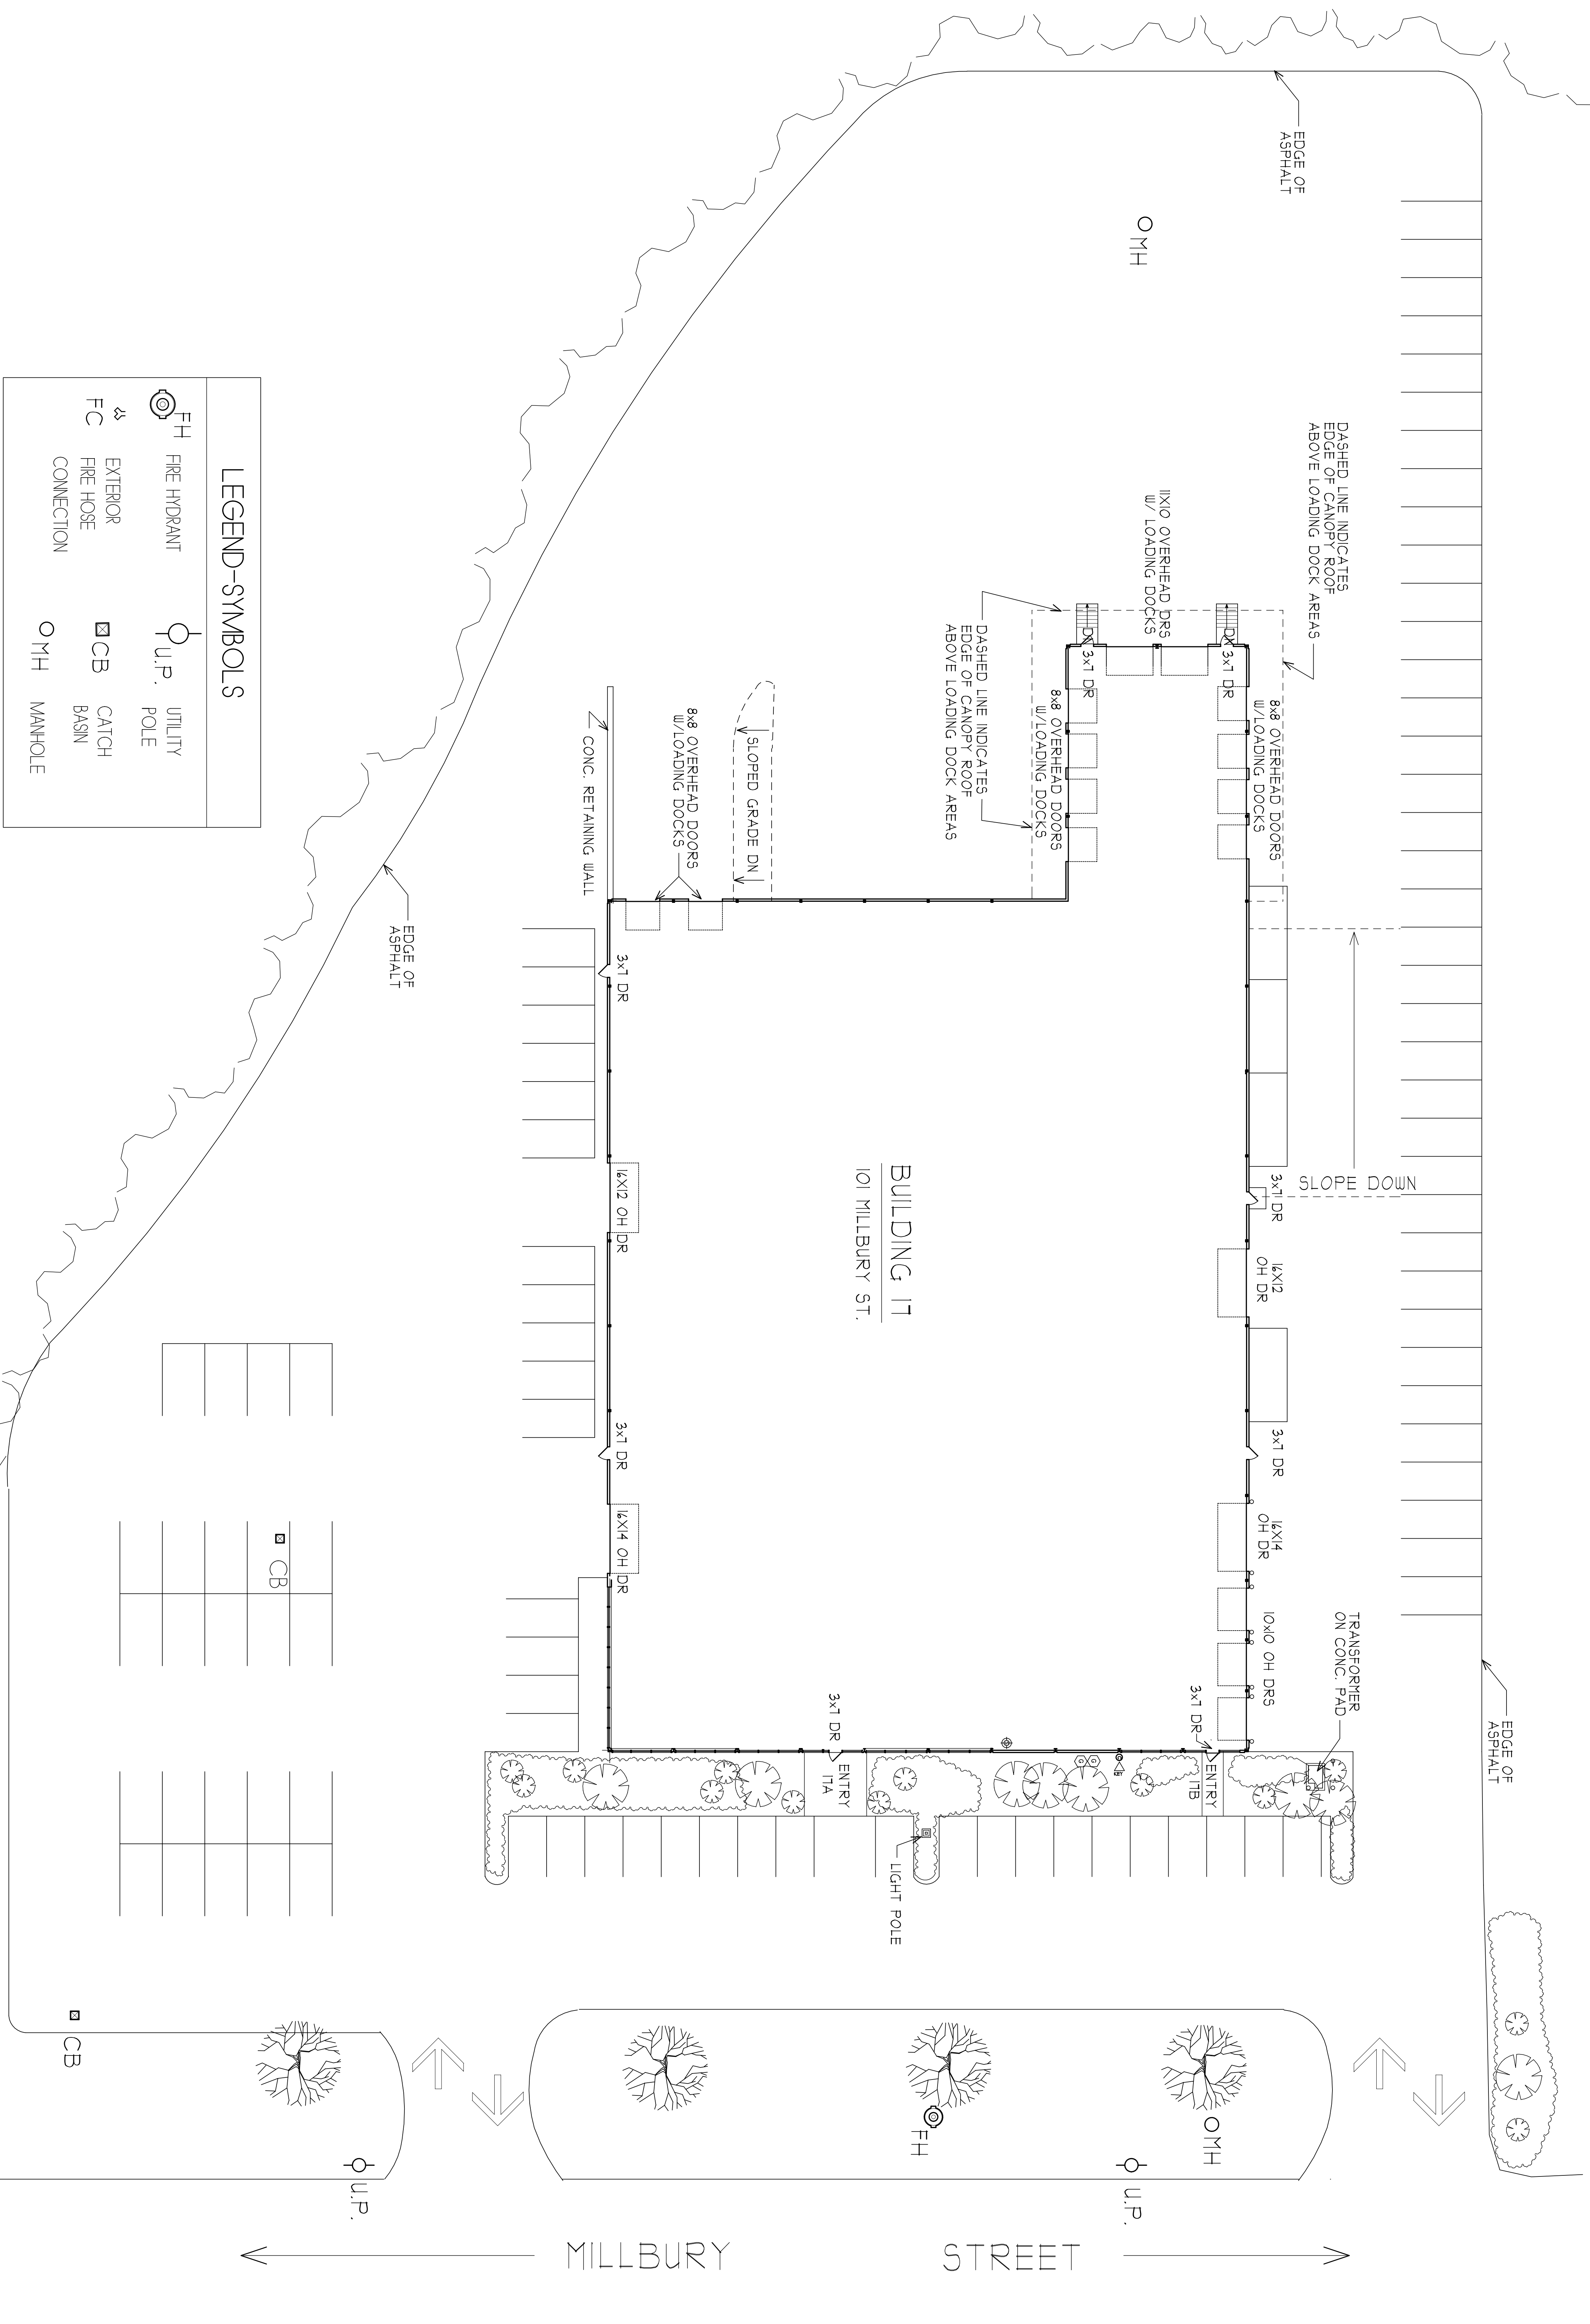 EDGE OF
ASPHALT
MH
DASHED LINE INDICATES
EDGE OF CANOPY ROOF
ABOVE LOADING DOCK AREAS
11X10 OVERHEAD DRS
W/ LOADING DOCKS
DN
3x7 DR
DN
3x7 DR
DASHED LINE INDICATES
EDGE OF CANOPY ROOF
ABOVE LOADING DOCK AREAS
8x8 OVERHEAD DOORS
W/LOADING DOCKS
8x8 OVERHEAD DOORS
W/LOADING DOCKS
8x8 OVERHEAD DOORS
W/LOADING DOCKS
SLOPED GRADE DN
CONC. RETAINING WALL
EDGE OF
ASPHALT
LEGEND-SYMBOLS
FH
FIRE HYDRANT
FC
EXTERIOR
FIRE HOSE
CONNECTION
U.P.
UTILITY
POLE
CB
CATCH
BASIN
MH
MANHOLE
3x7 DR
16X12 OH DR
3x7 DR
16X14 OH DR
BUILDING 17
101 MILLBURY ST.
SLOPE DOWN
3x7 DR
16X12
OH DR
3x7 DR
16X14
OH DR
10x10 OH DRS
TRANSFORMER
ON CONC. PAD
3x7 DR
3x7 DR
ENTRY
17A
ENTRY
17B
G
G
LIGHT POLE
EDGE OF
ASPHALT
CB
CB
FH
MH
U.P.
U.P.
MILLBURY STREET